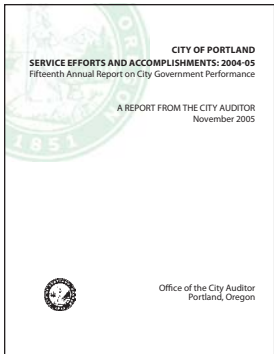 CITY OF PORTLAND
SERVICE EFFORTS AND ACCOMPLISHMENTS: 2004-05
Fifteenth Annual Report on City Government Performance
A REPORT FROM THE CITY AUDITOR
November 2005
1851
Office of the City Auditor
Portland, Oregon